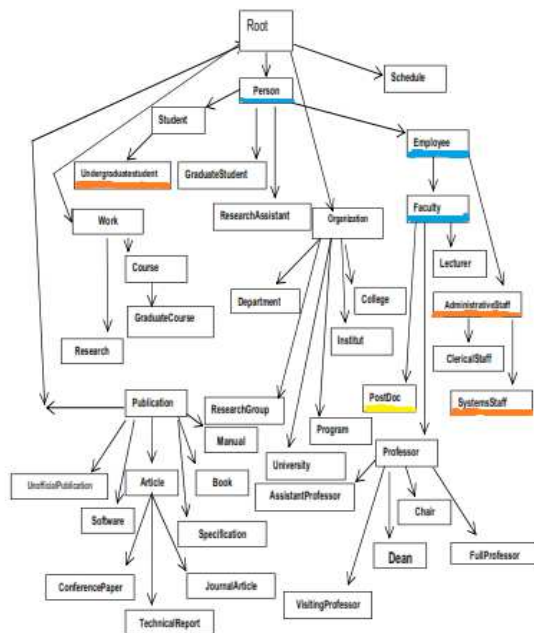 Root
Schedule
Person
Student
Employee
Undergraduatestudent
GraduateStudent
Faculty
ResearchAssistant
Organization
Work
Lecturer
Course
College
Department
AdministrativeStaff
GraduateCourse
Institut
Research
ClericalStaff
PostDoc
SystemsStaff
Publication
ResearchGroup
Program
Manual
Professor
University
UnofficialPublication
Article
Book
AssistantProfessor
Chair
Software
Specification
Dean
FullProfessor
ConferencePaper
JournalArticle
VisitingProfessor
TechnicalReport